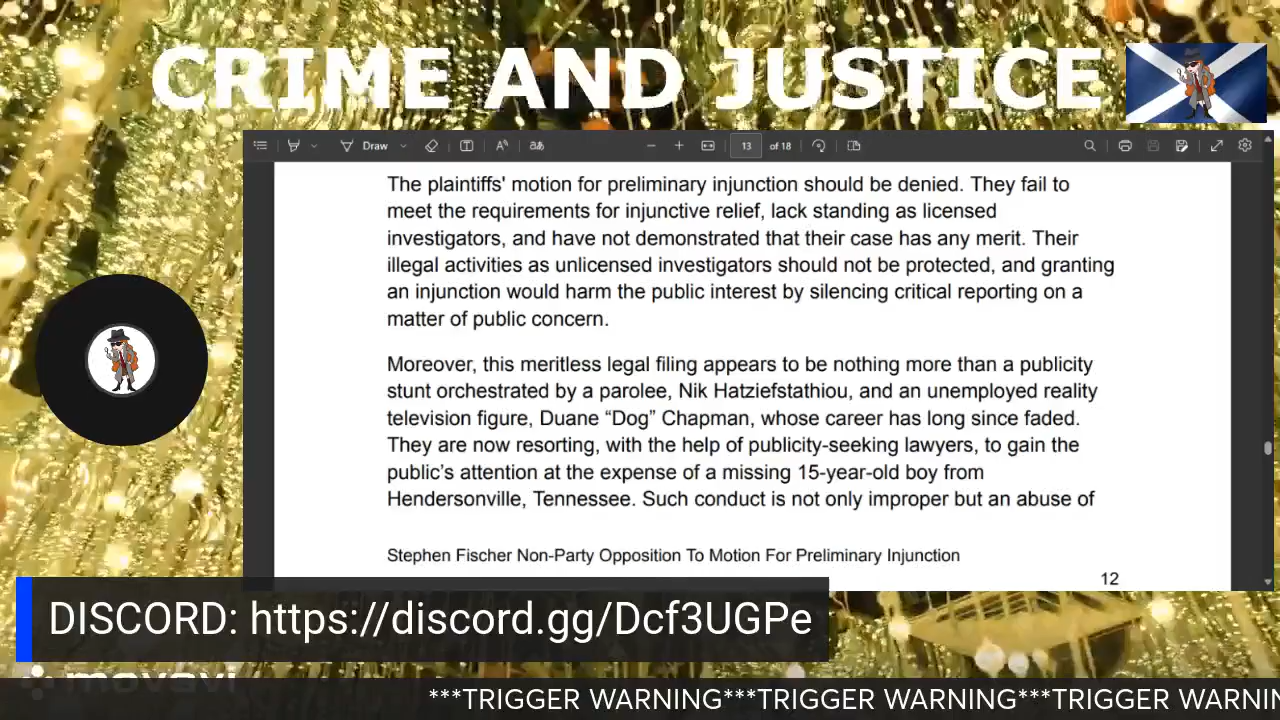 CRIME AND JUSTICE
Draw
13 of 18
The plaintiffs' motion for preliminary injunction should be denied. They fail to
meet the requirements for injunctive relief, lack standing as licensed
investigators, and have not demonstrated that their case has any merit. Their
illegal activities as unlicensed investigators should not be protected, and granting
an injunction would harm the public interest by silencing critical reporting on a
matter of public concern.
Moreover, this meritless legal filing appears to be nothing more than a publicity
stunt orchestrated by a parolee, Nik Hatziefstathiou, and an unemployed reality
television figure, Duane “Dog” Chapman, whose career has long since faded.
They are now resorting, with the help of publicity-seeking lawyers, to gain the
public’s attention at the expense of a missing 15-year-old boy from
Hendersonville, Tennessee. Such conduct is not only improper but an abuse of
Stephen Fischer Non-Party Opposition To Motion For Preliminary Injunction
12
DISCORD: https://discord.gg/Dcf3UGPe
movavi
***TRIGGER WARNING***TRIGGER WARNING***TRIGGER WARNIN